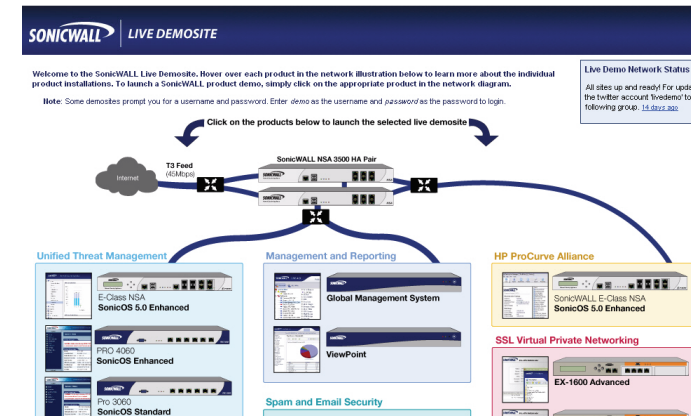 SONICWALL LIVE DEMOSITE
Welcome to the SonicWALL Live Demosite. Hover over each product in the network illustration below to learn more about the individual
product installations. To launch a SonicWALL product demo, simply click on the appropriate product in the network diagram.
Note: Some demosites prompt you for a username and password. Enter demo as the username and password as the password to login.
Live Demo Network Status
All sites up and ready! For upda
the twitter account 'livedemo' to
following group. 14 days ago
Click on the products below to launch the selected live demosite
Internet
T3 Feed
(45Mbps)
SonicWALL NSA 3500 HA Pair
Unified Threat Management
E-Class NSA
SonicOS 5.0 Enhanced
PRO 4060
SonicOS Enhanced
Pro 3060
SonicOS Standard
Management and Reporting
Global Management System
ViewPoint
Spam and Email Security
HP ProCurve Alliance
SonicWALL E-Class NSA
SonicOS 5.0 Enhanced
SSL Virtual Private Networking
EX-1600 Advanced